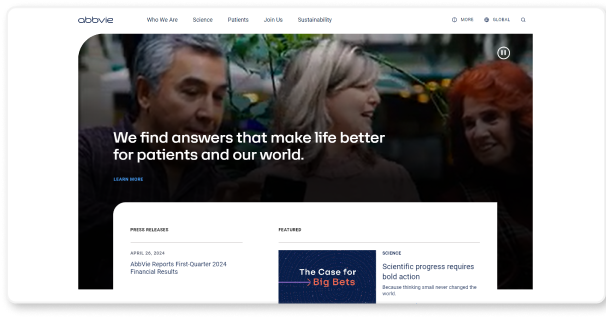 abbvie
Who We Are
Science
Patients
Join Us
Sustainability
MORE
GLOBAL
We find answers that make life better
for patients and our world.
LEARN MORE
PRESS RELEASES
APRIL 26, 2024
AbbVie Reports First-Quarter 2024
Financial Results
FEATURED
The Case for
Big Bets
SCIENCE
Scientific progress requires
bold action
Because thinking small never changed the
world.